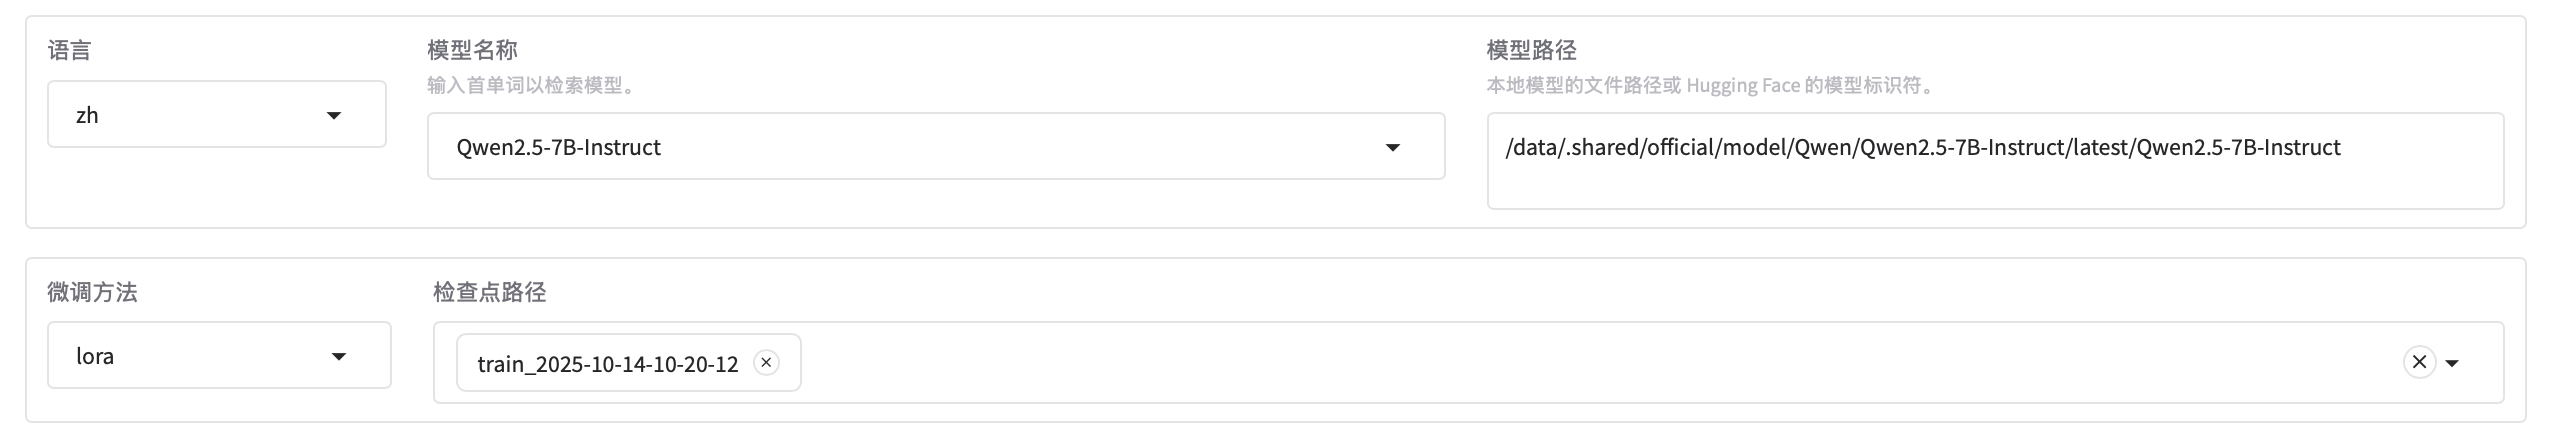 语言
zh
模型名称
输入首单词以检索模型。
Qwen2.5-7B-Instruct
模型路径
本地模型的文件路径或 Hugging Face 的模型标识符。
/data/.shared/official/model/Qwen/Qwen2.5-7B-Instruct/latest/Qwen2.5-7B-Instruct
微调方法
lora
检查点路径
train_2025-10-14-10-20-12